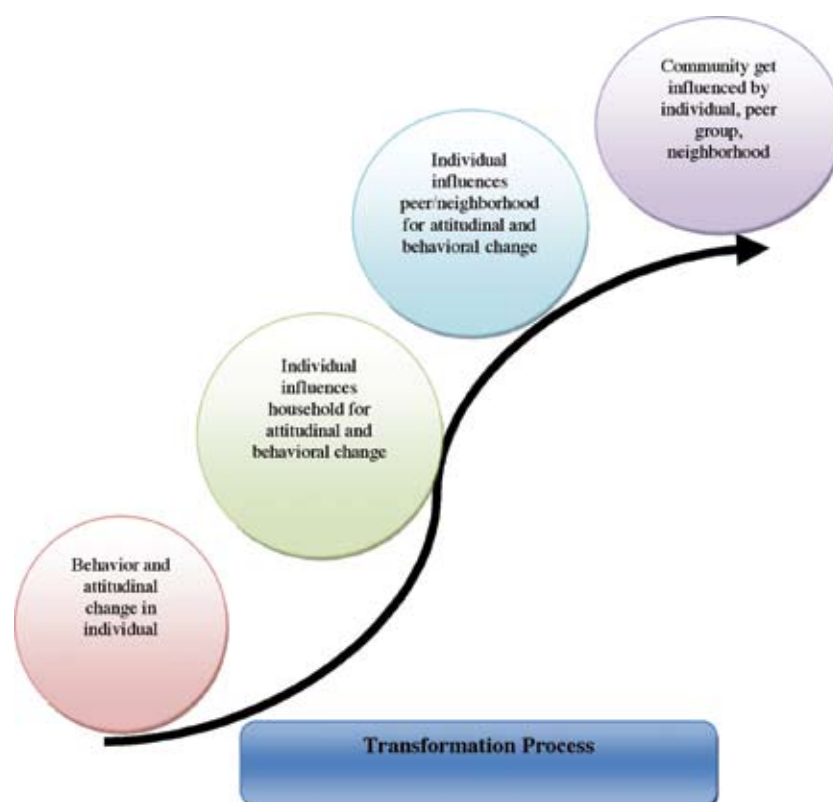 Behavior and
attitudinal
change in
individual
Individual
influences
household for
attitudinal and
behavioral change
Individual
influences
peer/neighborhood
for attitudinal and
behavioral change
Community get
influenced by
individual, peer
group,
neighborhood
Transformation Process